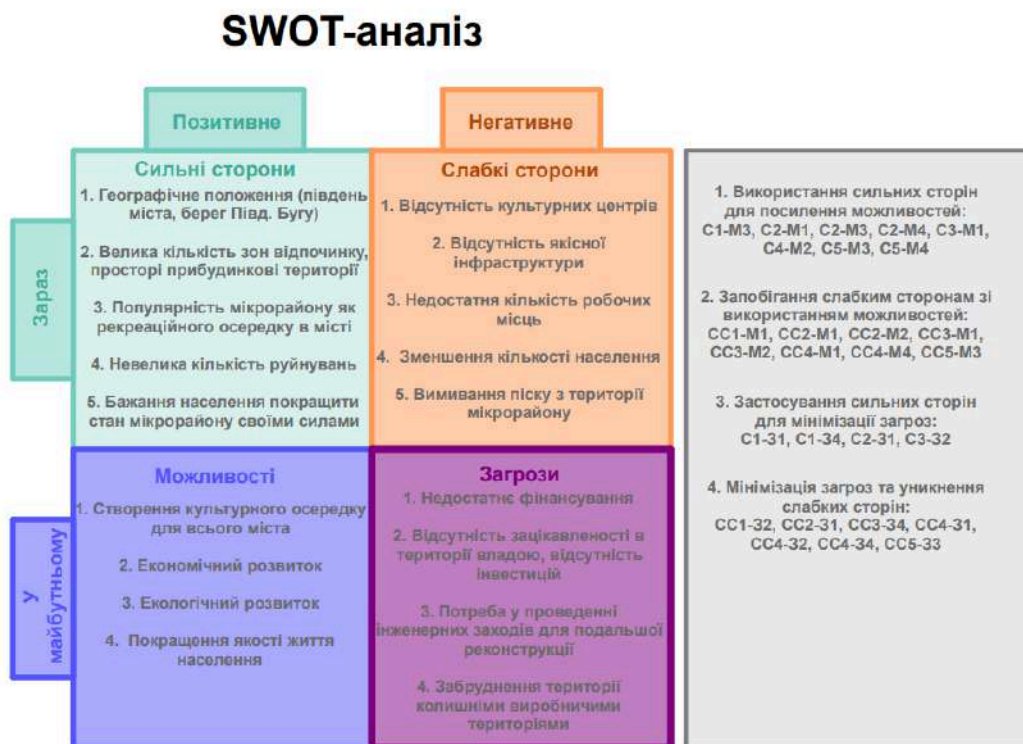 SWOT-аналіз
Позитивне
Негативне
Зараз
Сильні сторони
1. Географічне положення (південь
міста, берег Півд. Бугу)
2. Велика кількість зон відпочинку,
просторі прибудинкові території
3. Популярність мікрорайону як
рекреаційного осередку в місті
4. Невелика кількість руйнувань
5. Бажання населення покращити
стан мікрорайону своїми силами
Слабкі сторони
1. Відсутність культурних центрів
2. Відсутність якісної
інфраструктури
3. Недостатня кількість робочих
місць
4. Зменшення кількості населення
5. Вимивання піску з території
мікрорайону
У
майбутньому
Можливості
1. Створення культурного осередку
для всього міста
2. Економічний розвиток
3. Екологічний розвиток
4. Покращення якості життя
населення
Загрози
1. Недостатнє фінансування
2. Відсутність зацікавленості в
території владою, відсутність
інвестицій
3. Потреба у проведенні
інженерних заходів для подальшої
реконструкції
4. Забруднення території
колишніми виробничими
територіями
1. Використання сильних сторін
для посилення можливостей:
С1-М3, С2-М1, С2-М3, С2-М4, С3-М1,
С4-М2, С5-М3, С5-М4
2. Запобігання слабким сторонам зі
використанням можливостей:
СС1-М1, СС2-М1, СС2-М2, СС3-М1,
СС3-М2, СС4-М1, СС4-М4, СС5-М3
3. Застосування сильних сторін
для мінімізації загроз:
С1-З1, С1-З4, С2-З1, С3-З2
4. Мінімізація загроз та уникнення
слабких сторін:
СС1-З2, СС2-З1, СС3-З4, СС4-З1,
СС4-З2, СС4-З4, СС5-З3